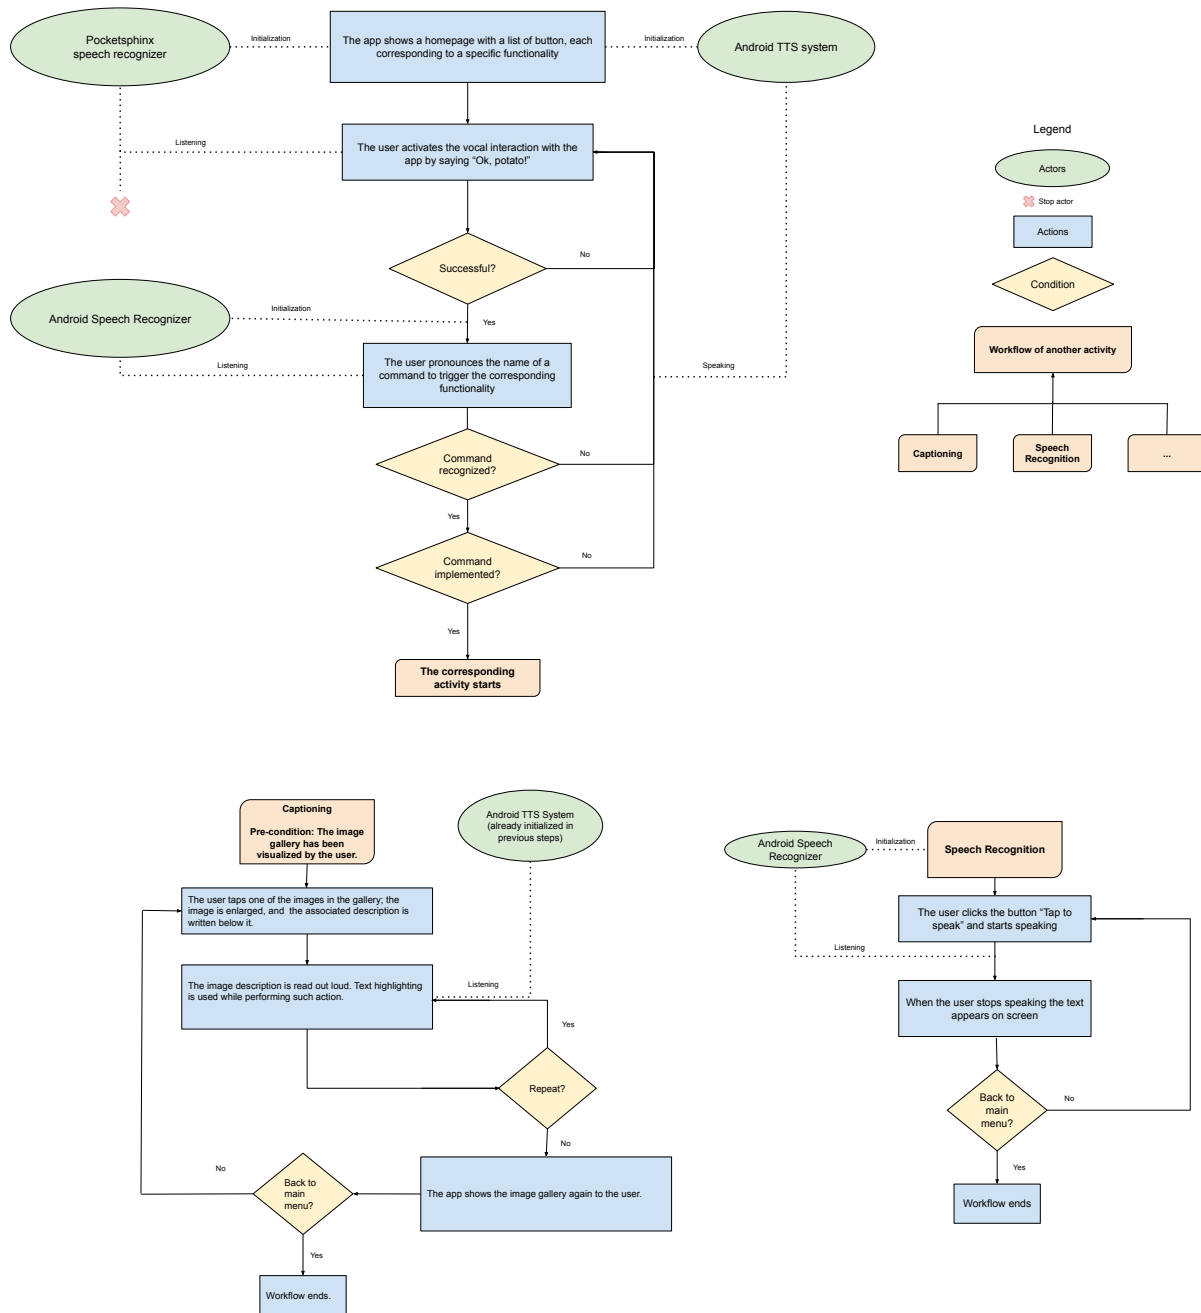 Pocketsphinx
speech recognizer
Initialization
The app shows a homepage with a list of button, each
corresponding to a specific functionality
Initialization
Android TTS system
Listening
The user activates the vocal interaction with the
app by saying “Ok, potato!”
Successful?
No
Yes
Android Speech Recognizer
Initialization
Listening
The user pronounces the name of a
command to trigger the corresponding
functionality
Speaking
Command
recognized?
No
Yes
Command
implemented?
No
Yes
The corresponding
activity starts
Legend
Actors
Stop actor
Actions
Condition
Workflow of another activity
Captioning
Speech
Recognition
...
Captioning
Pre-condition: The image
gallery has been
visualized by the user.
Android TTS System
(already initialized in
previous steps)
The user taps one of the images in the gallery; the
image is enlarged, and the associated description is
written below it.
The image description is read out loud. Text highlighting
is used while performing such action.
Listening
Yes
Repeat?
No
The app shows the image gallery again to the user.
Back to
main
menu?
No
Yes
Workflow ends.
Android Speech
Recognizer
Initialization
Speech Recognition
The user clicks the button “Tap to
speak” and starts speaking
Listening
When the user stops speaking the text
appears on screen
Back to
main
menu?
No
Yes
Workflow ends